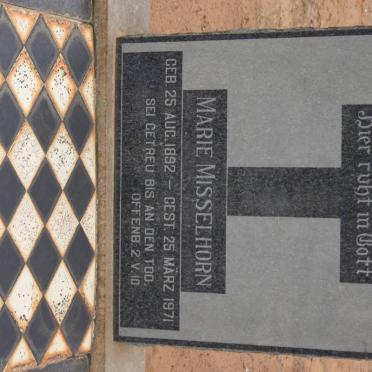 Hier ruht in Gott
MARIE MISSELHORN
GEB 25 AUG. 1892 – GEST. 25 MÄRZ 1971
SEI GETREU BIS AN DEN TOD.
OFFENB. 2 V. 10